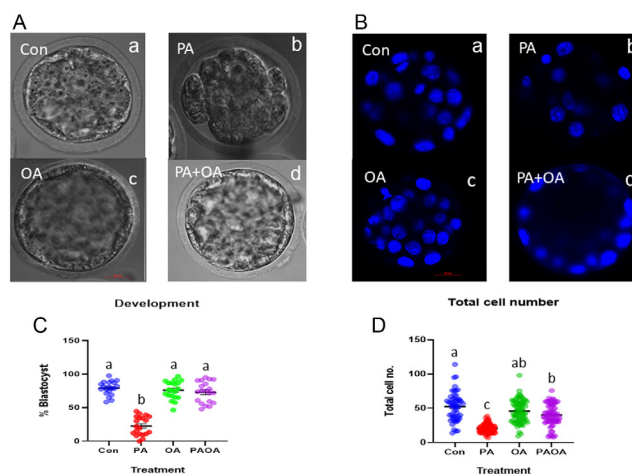 A
Con
a
PA
b
OA
c
PA+OA
d
B
Con
a
PA
b
OA
c
PA+OA
Development
C
% Blastocyst
150
100
50
0
a
b
a
a
Con
PA
OA
PAOA
Treatment
Total cell number
D
Total cell no.
150
100
50
0
a
c
ab
b
Con
PA
OA
PAOA
Treatment